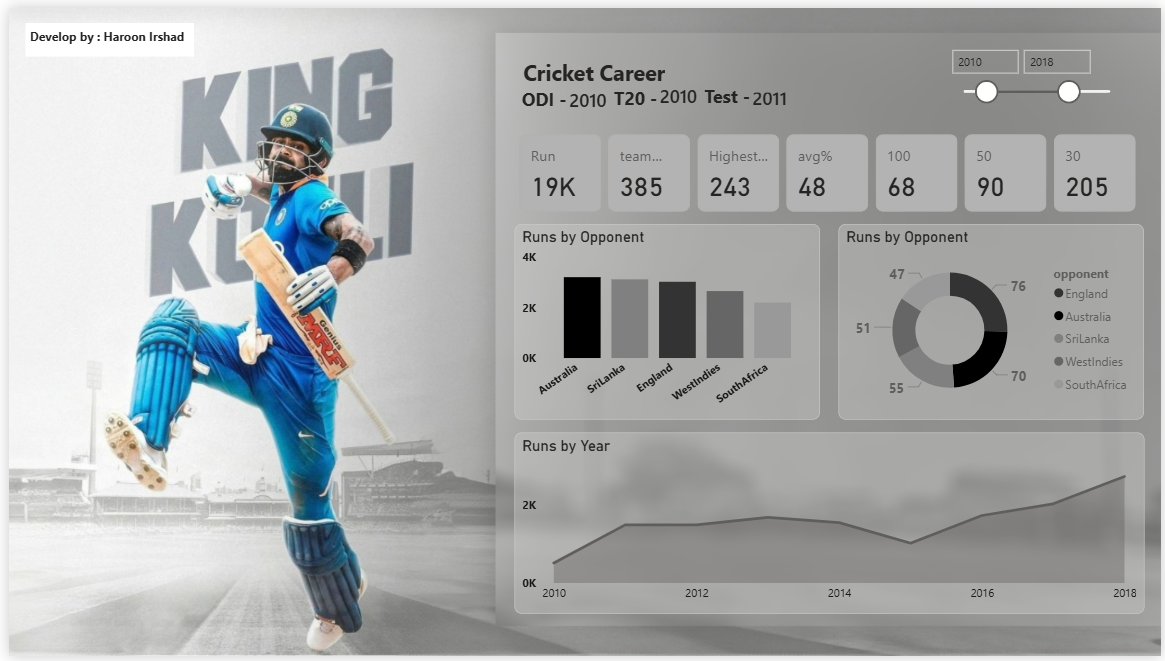 Develop by : Haroon Irshad
KING
KOHLI
Genius
MRF
Cricket Career
ODI - 2010 T20 - 2010 Test - 2011
2010 2018
Run team... Highest... avg% 100 50 30
19K 385 243 48 68 90 205
Runs by Opponent
4K
2K
0K
Australia SriLanka England WestIndies SouthAfrica
Runs by Opponent
47 76
51
55 70
opponent
England
Australia
SriLanka
WestIndies
SouthAfrica
Runs by Year
2K
0K
2010 2012 2014 2016 2018